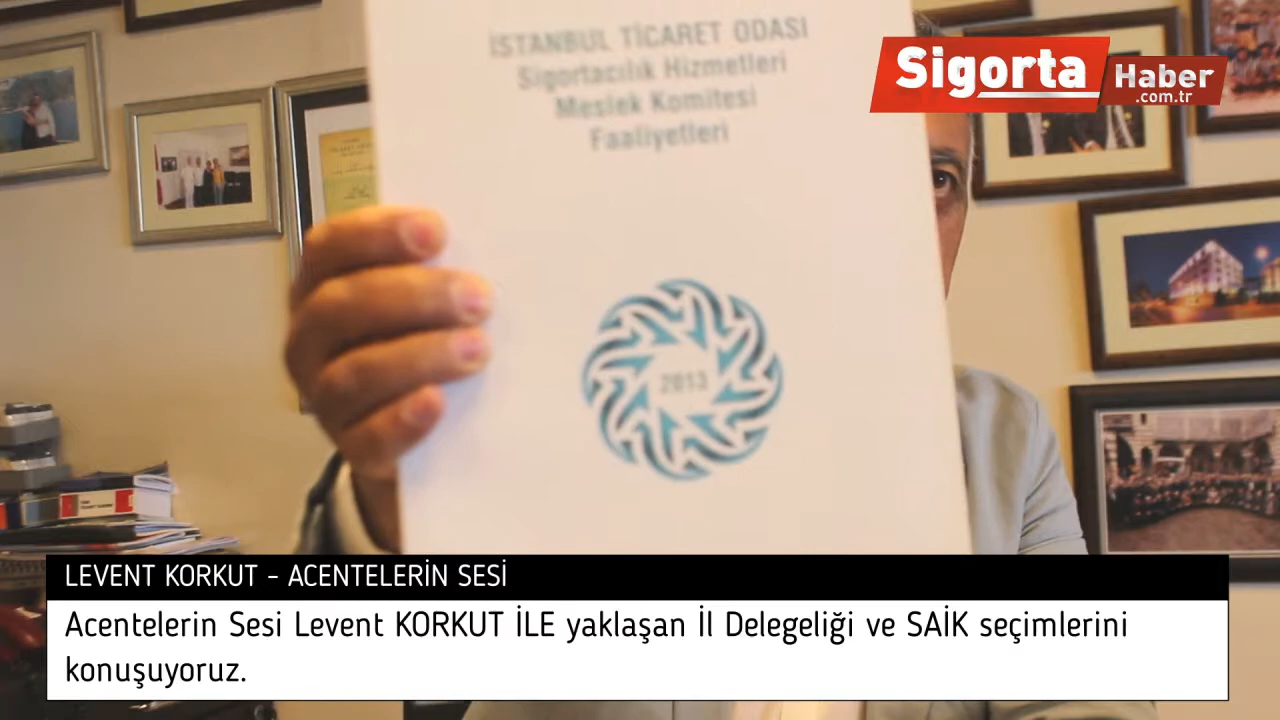 İSTANBUL TİCARET ODASI
Sigortacılık Hizmetleri
Meslek Komitesi
Faaliyetleri
2013
Sigorta
Haber
.com.tr
LEVENT KORKUT - ACENTELERİN SESİ
Acentelerin Sesi Levent KORKUT İLE yaklaşan İl Delegeliği ve SAİK seçimlerini
konuşuyoruz.